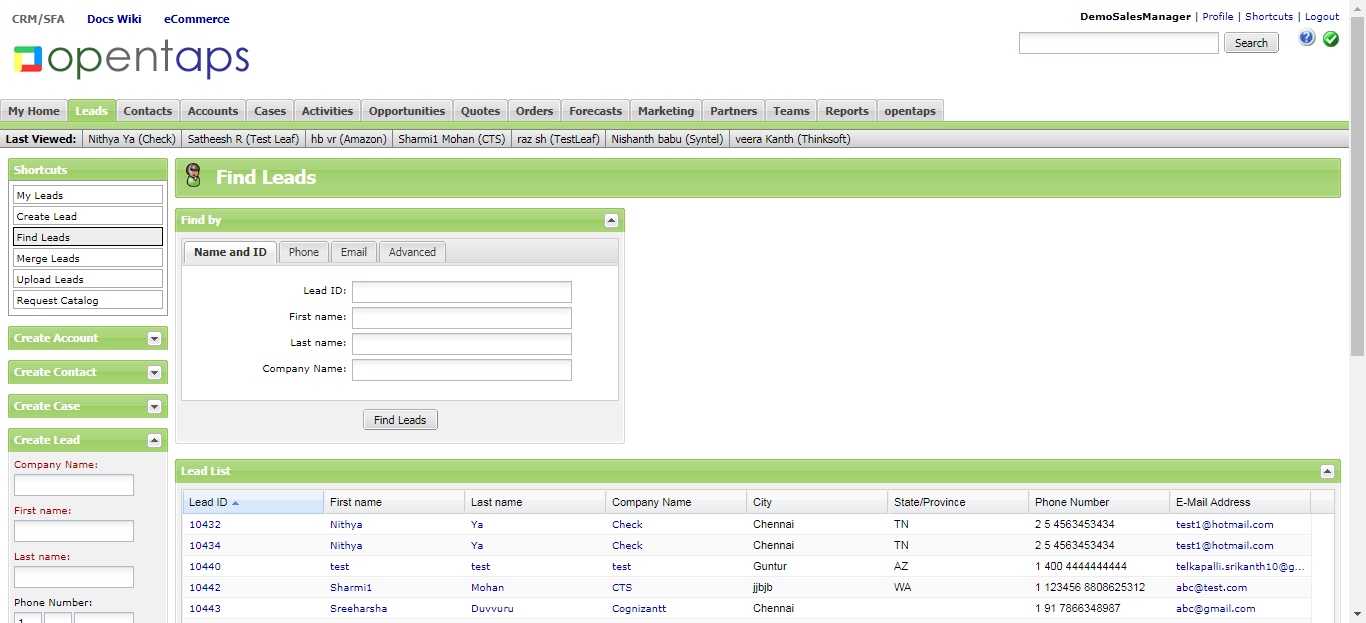 CRM/SFA Docs Wiki eCommerce
DemoSalesManager | Profile | Shortcuts | Logout
opentaps
Search
?
My Home Leads Contacts Accounts Cases Activities Opportunities Quotes Orders Forecasts Marketing Partners Teams Reports opentaps
Last Viewed: Nithya Ya (Check) Satheesh R (Test Leaf) hb vr (Amazon) Sharmi1 Mohan (CTS) raz sh (TestLeaf) Nishanth babu (Syntel) veera Kanth (Thinksoft)
Shortcuts
My Leads
Create Lead
Find Leads
Merge Leads
Upload Leads
Request Catalog
Create Account
Create Contact
Create Case
Create Lead
Company Name:
First name:
Last name:
Phone Number:
1
Find Leads
Find by
Name and ID Phone Email Advanced
Lead ID:
First name:
Last name:
Company Name:
Find Leads
Lead List
Lead ID First name Last name Company Name City State/Province Phone Number E-Mail Address
10432 Nithya Ya Check Chennai TN 2 5 4563453434 test1@hotmail.com
10434 Nithya Ya Check Chennai TN 2 5 4563453434 test1@hotmail.com
10440 test test test Guntur AZ 1 400 4444444444 telkapalli.srikanth10@g...
10442 Sharmi1 Mohan CTS jjbjb WA 1 123456 8808625312 abc@test.com
10443 Sreeharsha Duvvuru Cognizantt Chennai 1 91 7866348987 abc@gmail.com